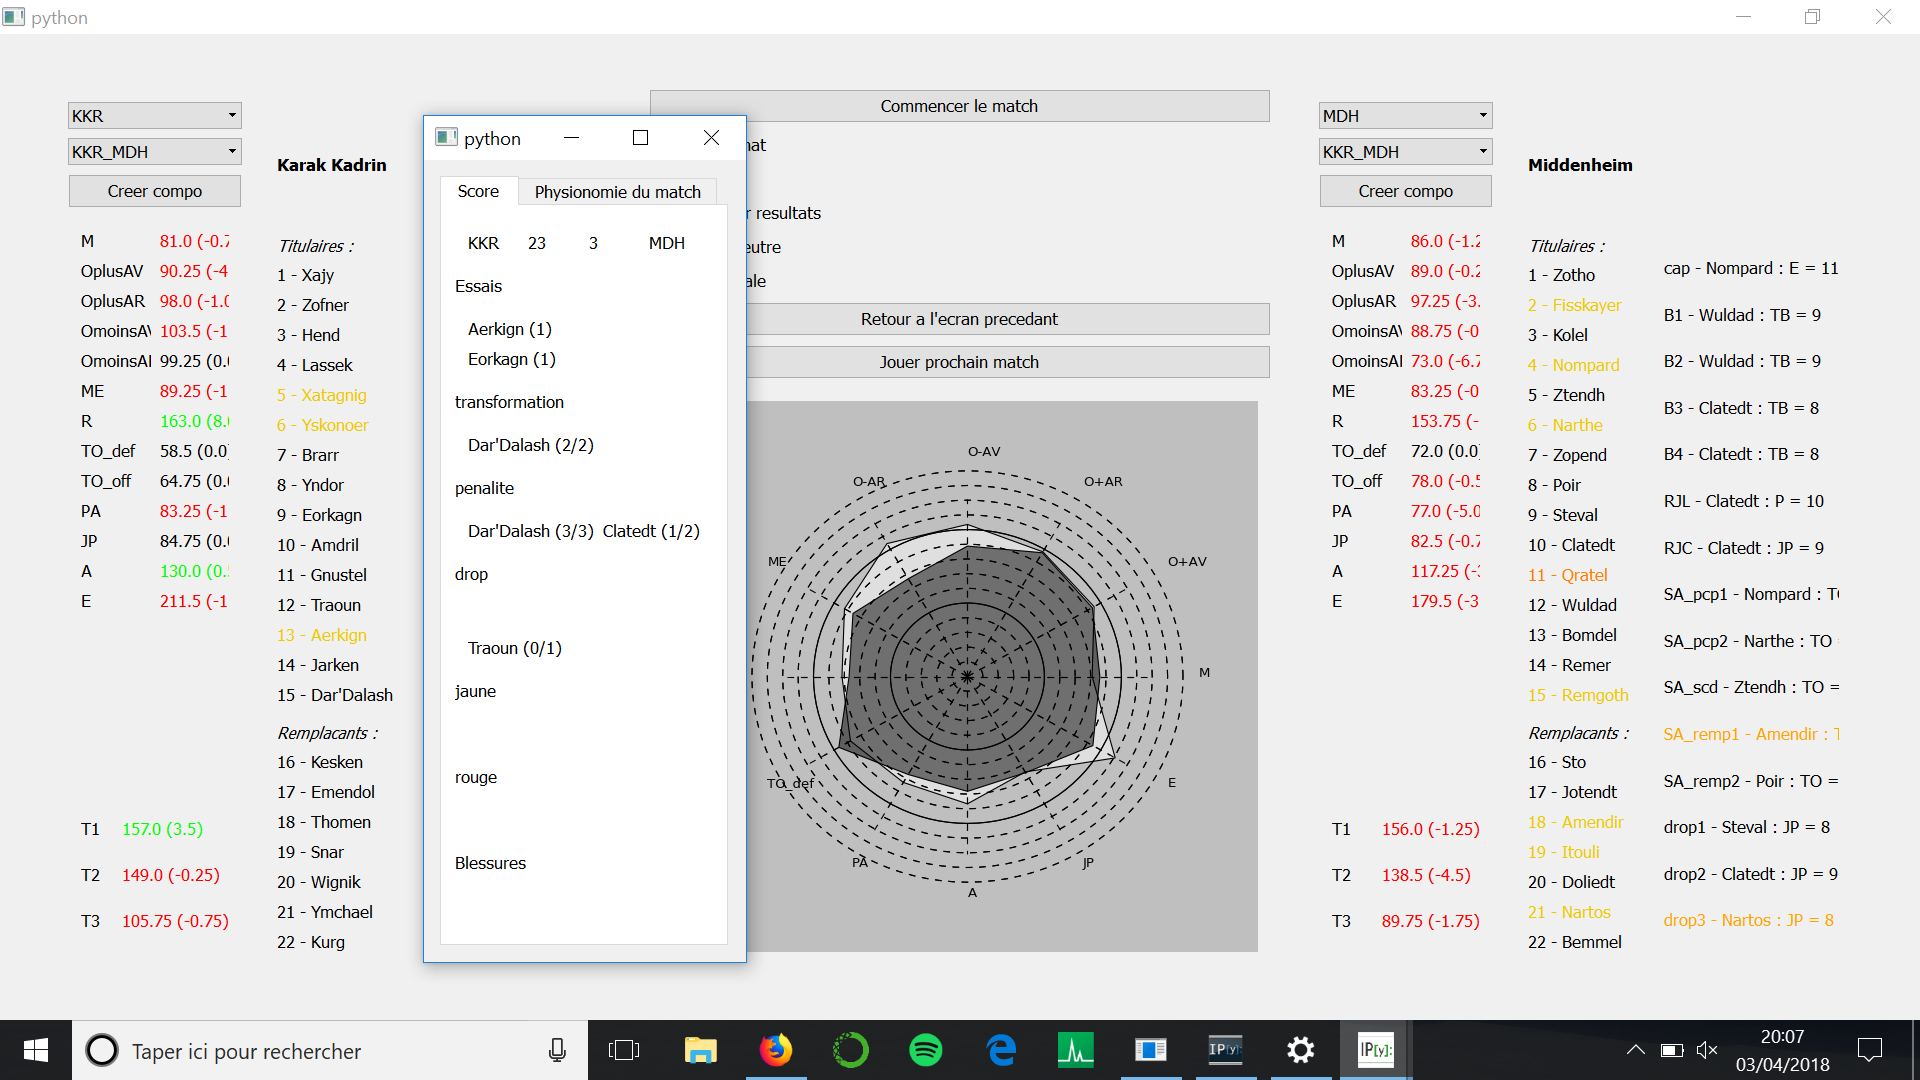 python
KKR
KKR_MDH
Creer compo
Karak Kadrin
M 81.0 (-0.7
OplusAV 90.25 (-4
OplusAR 98.0 (-1.0
OmoinsAV 103.5 (-1
OmoinsAI 99.25 (0.0
ME 89.25 (-1
R 163.0 (8.0
TO_def 58.5 (0.0)
TO_off 64.75 (0.0
PA 83.25 (-1
JP 84.75 (0.0
A 130.0 (0.5
E 211.5 (-1
T1 157.0 (3.5)
T2 149.0 (-0.25)
T3 105.75 (-0.75)
Titulaires :
1 - Xajy
2 - Zofner
3 - Hend
4 - Lassek
5 - Xatagnig
6 - Yskonoer
7 - Brarr
8 - Yndor
9 - Eorkagn
10 - Amdril
11 - Gnustel
12 - Traoun
13 - Aerkign
14 - Jarken
15 - Dar'Dalash
Remplacants :
16 - Kesken
17 - Emendol
18 - Thomen
19 - Snar
20 - Wignik
21 - Ymchael
22 - Kurg
python
Score Physionomie du match
KKR 23 3 MDH
Essais
Aerkign (1)
Eorkagn (1)
transformation
Dar'Dalash (2/2)
penalite
Dar'Dalash (3/3) Clatedt (1/2)
drop
Traoun (0/1)
jaune
rouge
Blessures
Commencer le match
nat
r resultats
eutre
ale
Retour a l'ecran precedant
Jouer prochain match
O-AV
O-AR
O+AR
ME
O+AV
M
TO_def
E
PA
JP
A
MDH
KKR_MDH
Creer compo
Middenheim
M 86.0 (-1.2
OplusAV 89.0 (-0.2
OplusAR 97.25 (-3.
OmoinsAV 88.75 (-0
OmoinsAI 73.0 (-6.7
ME 83.25 (-0
R 153.75 (-
TO_def 72.0 (0.0)
TO_off 78.0 (-0.5
PA 77.0 (-5.0
JP 82.5 (-0.7
A 117.25 (-3
E 179.5 (-3
T1 156.0 (-1.25)
T2 138.5 (-4.5)
T3 89.75 (-1.75)
Titulaires :
1 - Zotho
2 - Fisskayer
3 - Kolel
4 - Nompard
5 - Ztendh
6 - Narthe
7 - Zopend
8 - Poir
9 - Steval
10 - Clatedt
11 - Qratel
12 - Wuldad
13 - Bomdel
14 - Remer
15 - Remgoth
Remplacants :
16 - Sto
17 - Jotendt
18 - Amendir
19 - Itouli
20 - Doliedt
21 - Nartos
22 - Bemmel
cap - Nompard : E = 11
B1 - Wuldad : TB = 9
B2 - Wuldad : TB = 9
B3 - Clatedt : TB = 8
B4 - Clatedt : TB = 8
RJL - Clatedt : P = 10
RJC - Clatedt : JP = 9
SA_pcp1 - Nompard : TO
SA_pcp2 - Narthe : TO
SA_scd - Ztendh : TO =
SA_remp1 - Amendir : T
SA_remp2 - Poir : TO =
drop1 - Steval : JP = 8
drop2 - Clatedt : JP = 9
drop3 - Nartos : JP = 8
Taper ici pour rechercher
IP[y]:
IP[y]:
20:07
03/04/2018